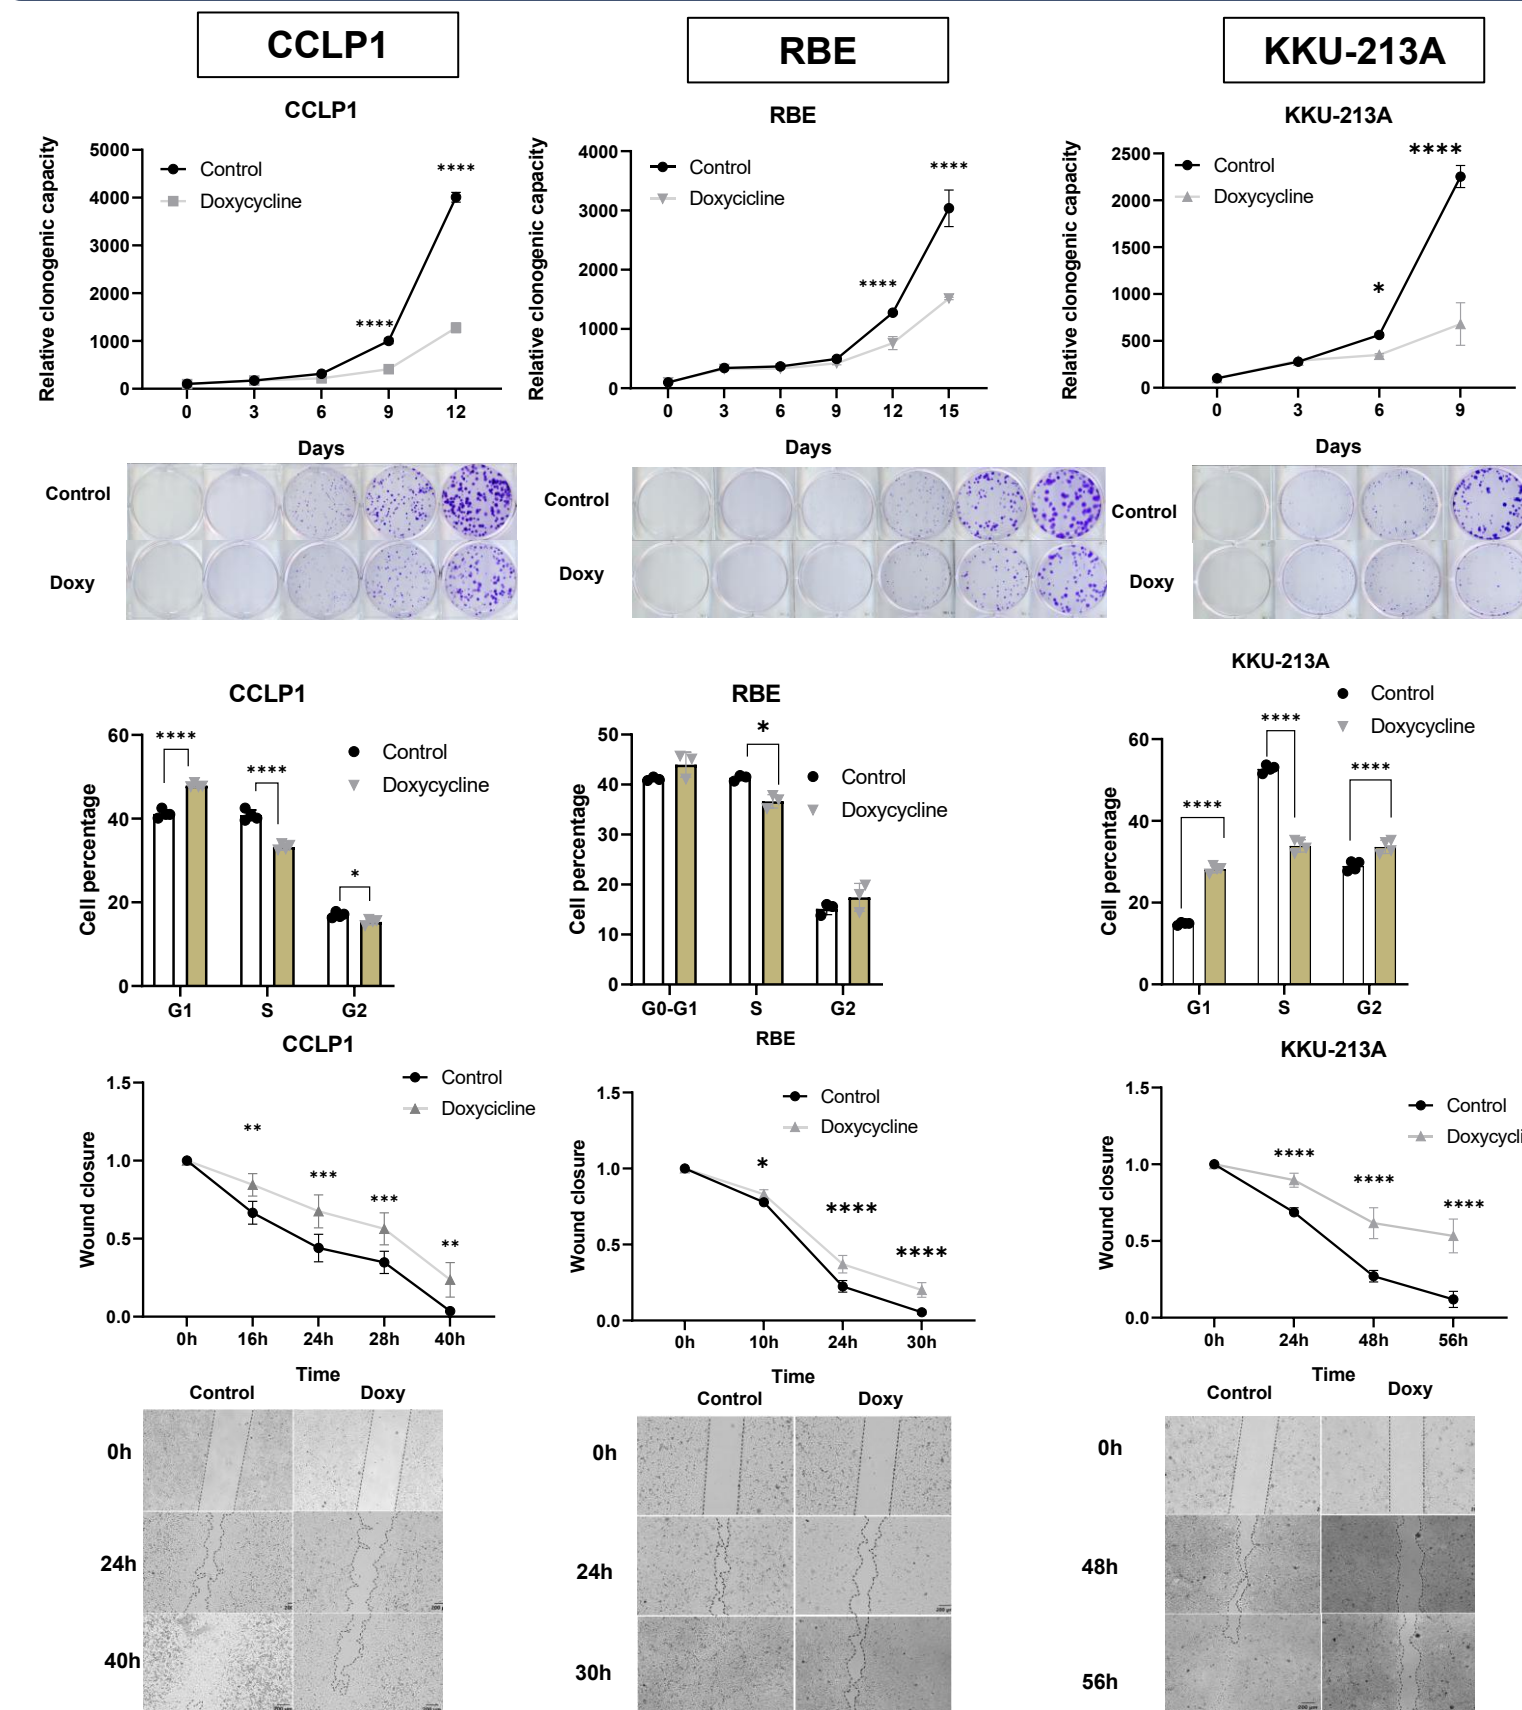 CCLP1
RBE
KKU-213A
CCLP1
Relative clonogenic capacity
5000
4000
3000
2000
1000
0
Control
Doxycycline
****
****
0 3 6 9 12
Days
RBE
Relative clonogenic capacity
4000
3000
2000
1000
0
Control
Doxycicline
****
****
0 3 6 9 12 15
Days
KKU-213A
Relative clonogenic capacity
2500
2000
1500
1000
500
0
Control
Doxycycline
*
****
0 3 6 9
Days
Control
Doxy
Control
Doxy
Control
Doxy
CCLP1
Cell percentage
60
40
20
0
Control
Doxycycline
****
****
*
G1 S G2
RBE
Cell percentage
50
40
30
20
10
0
Control
Doxycycline
*
G0-G1 S G2
KKU-213A
Cell percentage
60
40
20
0
Control
Doxycycline
****
****
****
G1 S G2
CCLP1
Wound closure
1.5
1.0
0.5
0.0
Control
Doxycicline
**
***
***
**
0h 16h 24h 28h 40h
Time
RBE
Wound closure
1.5
1.0
0.5
0.0
Control
Doxycycline
*
****
****
0h 10h 24h 30h
Time
KKU-213A
Wound closure
1.5
1.0
0.5
0.0
Control
Doxycycli
****
****
****
0h 24h 48h 56h
Time
Control Doxy
0h
24h
40h
Control Doxy
0h
24h
30h
Control Doxy
0h
48h
56h